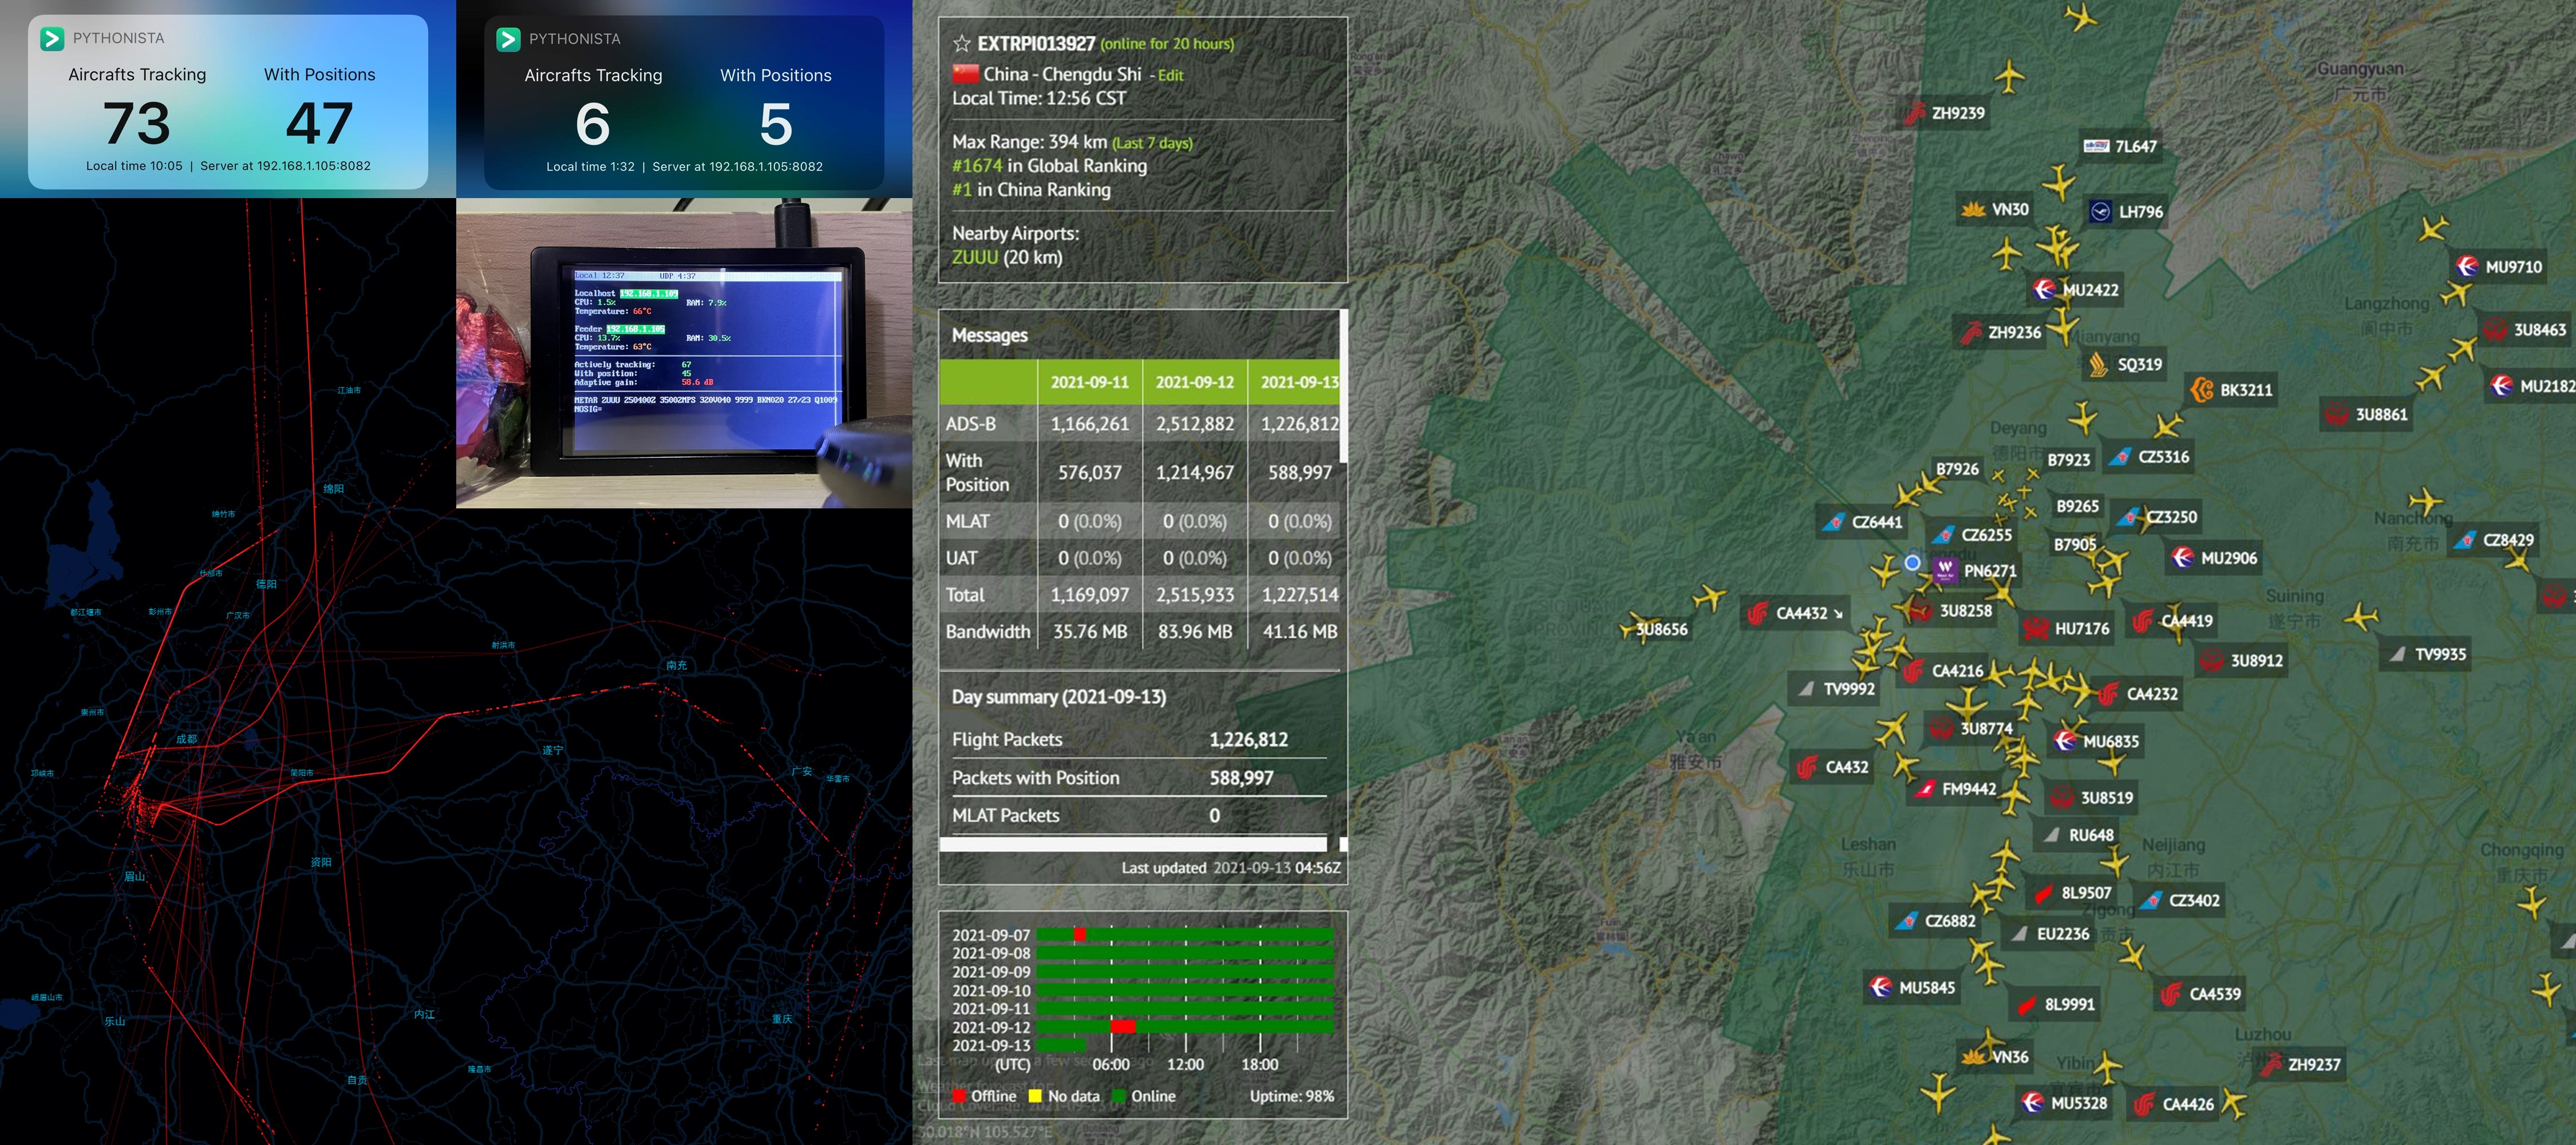 PYTHONISTA
Aircrafts Tracking With Positions
73 47
Local time 10:05 | Server at 192.168.1.105:8082
PYTHONISTA
Aircrafts Tracking With Positions
6 5
Local time 1:32 | Server at 192.168.1.105:8082
江油市
绵阳
绵竹市
什邡市
德阳
都江堰市
彭州市
广汉市
射洪市
南充
崇州市
成都
遂宁
邛崃市
简阳市
广安
华蓥市
资阳
眉山
峨眉山市
乐山
内江
重庆
自贡
隆昌市
Local 12:37 UDP 4:37
Localhost 192.168.1.109
CPU: 1.5% RAM: 7.9%
Temperature: 66°C
Feeder 192.168.1.105
CPU: 13.7% RAM: 30.5%
Temperature: 63°C
Actively tracking: 67
With position: 45
Adaptive gain: 58.6 dB
METAR ZUUU 250400Z 35002MPS 320V040 9999 BKN020 27/23 Q1009
NOSIG=
EXTRPI013927 (online for 20 hours)
China - Chengdu Shi - Edit
Local Time: 12:56 CST
Max Range: 394 km (Last 7 days)
#1674 in Global Ranking
#1 in China Ranking
Nearby Airports:
ZUUU (20 km)
Messages
2021-09-11 2021-09-12 2021-09-13
ADS-B 1,166,261 2,512,882 1,226,812
With
Position 576,037 1,214,967 588,997
MLAT 0 (0.0%) 0 (0.0%) 0 (0.0%)
UAT 0 (0.0%) 0 (0.0%) 0 (0.0%)
Total 1,169,097 2,515,933 1,227,514
Bandwidth 35.76 MB 83.96 MB 41.16 MB
Day summary (2021-09-13)
Flight Packets 1,226,812
Packets with Position 588,997
MLAT Packets 0
Last updated 2021-09-13 04:56Z
2021-09-07
2021-09-08
2021-09-09
2021-09-10
2021-09-11
2021-09-12
2021-09-13
(UTC) 06:00 12:00 18:00
Offline No data Online Uptime: 98%
30.018°N 105.527°E
Guangyuan
广元市
ZH9239
7L647
VN30
LH796
MU9710
MU2422
Langzhong
阆中市
ZH9236
3U8463
SQ319
BK3211
MU2182
3U8861
Deyang
德阳市
B7926
B7923
CZ5316
B9265
CZ3250
Nanchong
南充市
CZ6441
CZ6255
B7905
MU2906
CZ8429
PN6271
Suining
遂宁市
CA4432
3U8258
3U8656
HU7176
CA4419
TV9935
3U8912
CA4216
TV9992
CA4232
3U8774
MU6835
Ya'an
雅安市
CA432
FM9442
3U8519
RU648
Leshan
乐山市
Neijiang
内江市
Chongqing
重庆市
8L9507
CZ3402
Zigong
CZ6882
EU2236
MU5845
CA4539
8L9991
Luzhou
VN36
Yibin
ZH9237
MU5328
CA4426